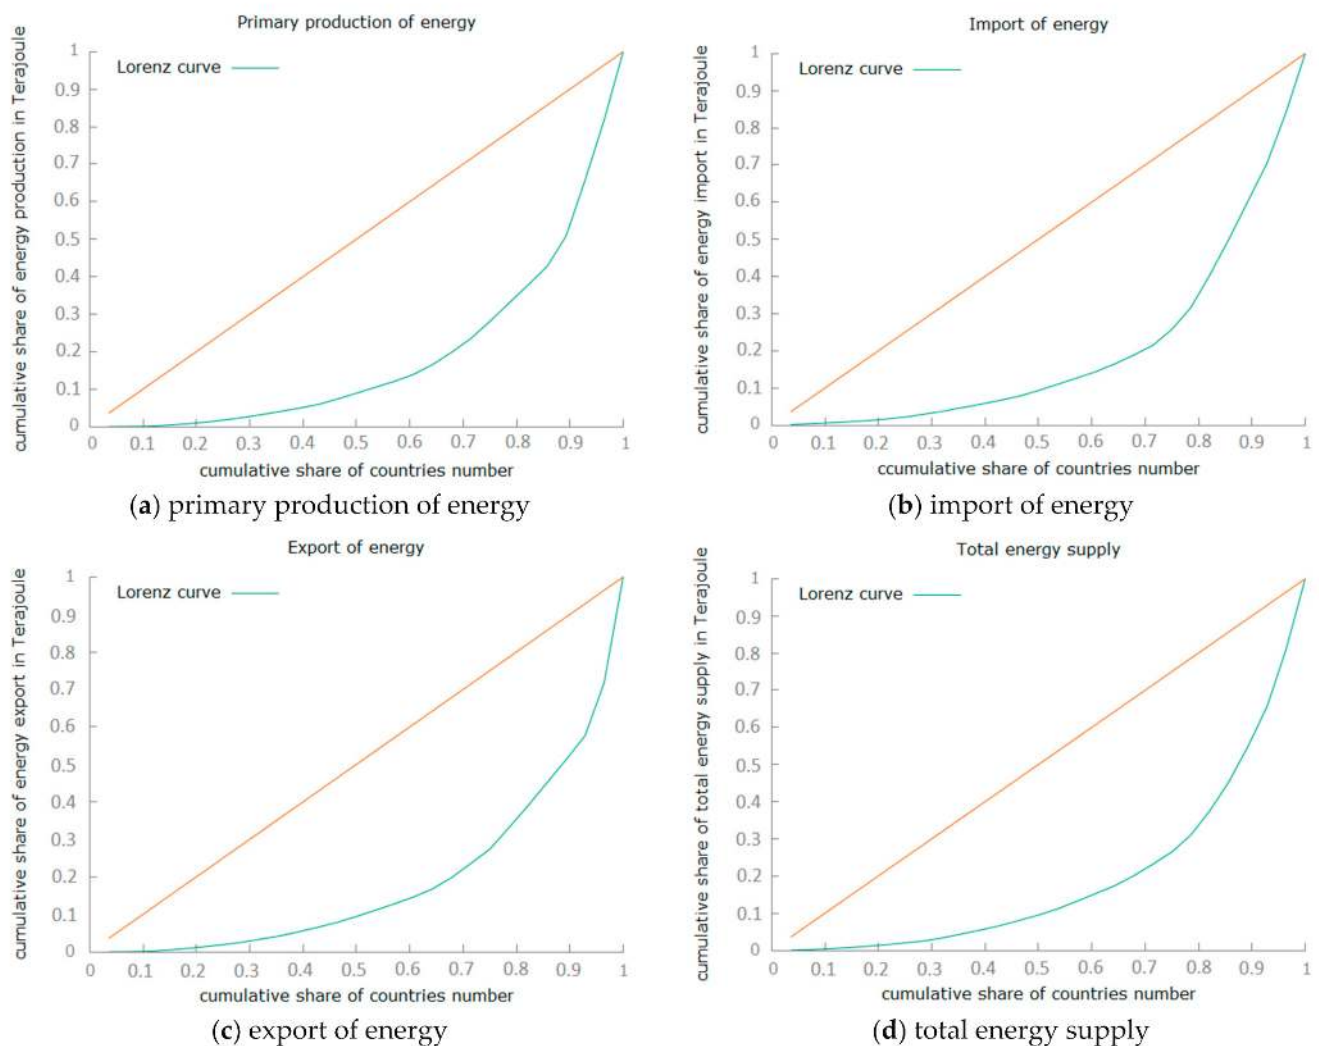 Primary production of energy
cumulative share of energy production in Terajoule
Lorenz curve
1
0.9
0.8
0.7
0.6
0.5
0.4
0.3
0.2
0.1
0
0 0.1 0.2 0.3 0.4 0.5 0.6 0.7 0.8 0.9 1
cumulative share of countries number
(a) primary production of energy
Import of energy
cumulative share of energy import in Terajoule
Lorenz curve
1
0.9
0.8
0.7
0.6
0.5
0.4
0.3
0.2
0.1
0
0 0.1 0.2 0.3 0.4 0.5 0.6 0.7 0.8 0.9 1
ccumulative share of countries number
(b) import of energy
Export of energy
cumulative share of energy export in Terajoule
Lorenz curve
1
0.9
0.8
0.7
0.6
0.5
0.4
0.3
0.2
0.1
0
0 0.1 0.2 0.3 0.4 0.5 0.6 0.7 0.8 0.9 1
cumulative share of countries number
(c) export of energy
Total energy supply
cumulative share of total energy supply in Terajoule
Lorenz curve
1
0.9
0.8
0.7
0.6
0.5
0.4
0.3
0.2
0.1
0
0 0.1 0.2 0.3 0.4 0.5 0.6 0.7 0.8 0.9 1
cumulative share of countries number
(d) total energy supply